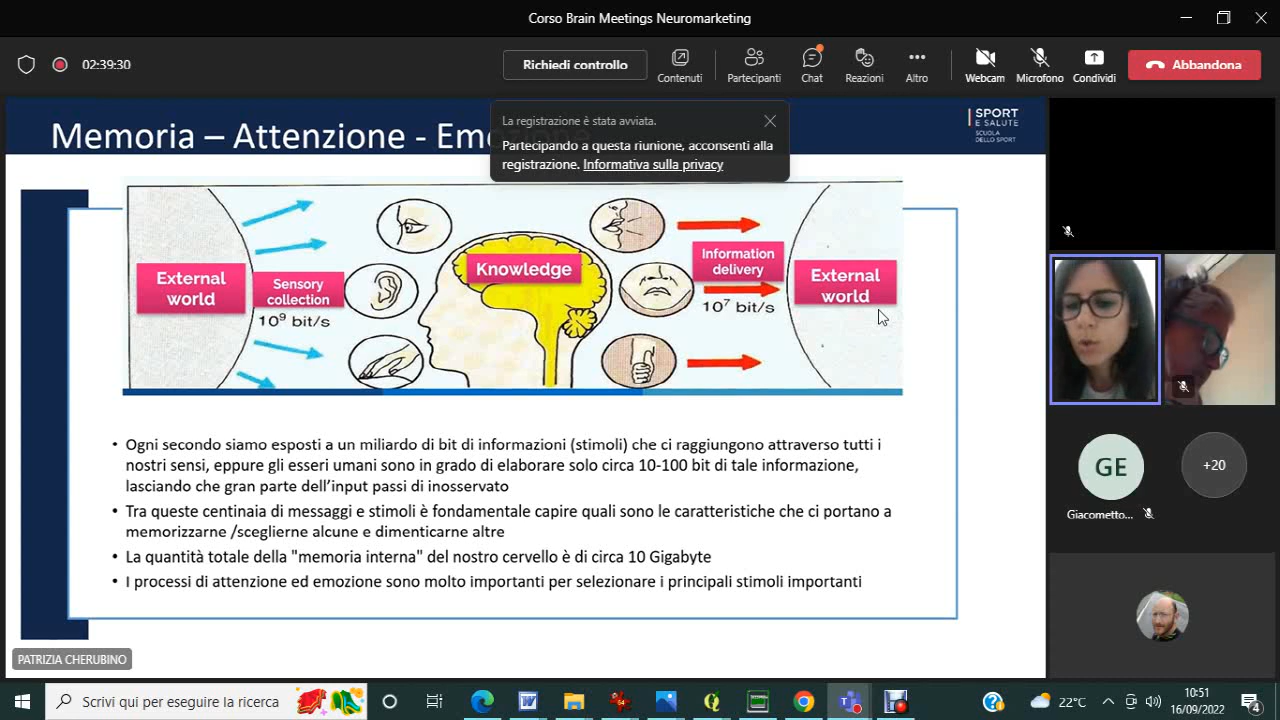 Corso Brain Meetings Neuromarketing
02:39:30
Richiedi controllo
Contenuti
Partecipanti
Chat
Reazioni
Altro
Webcam
Microfono
Condividi
Abbandona
La registrazione è stata avviata.
Partecipando a questa riunione, acconsenti alla
registrazione. Informativa sulla privacy
Memoria – Attenzione - Emozione
SPORT
E SALUTE
SCUOLA
DELLO SPORT
External
world
Sensory
collection
10⁹ bit/s
Knowledge
Information
delivery
10⁷ bit/s
External
world
• Ogni secondo siamo esposti a un miliardo di bit di informazioni (stimoli) che ci raggiungono attraverso tutti i
nostri sensi, eppure gli esseri umani sono in grado di elaborare solo circa 10-100 bit di tale informazione,
lasciando che gran parte dell'input passi di inosservato
• Tra queste centinaia di messaggi e stimoli è fondamentale capire quali sono le caratteristiche che ci portano a
memorizzarne /sceglierne alcune e dimenticarne altre
• La quantità totale della "memoria interna" del nostro cervello è di circa 10 Gigabyte
• I processi di attenzione ed emozione sono molto importanti per selezionare i principali stimoli importanti
PATRIZIA CHERUBINO
GE
Giacometto...
+20
Scrivi qui per eseguire la ricerca
22°C
10:51
16/09/2022
4